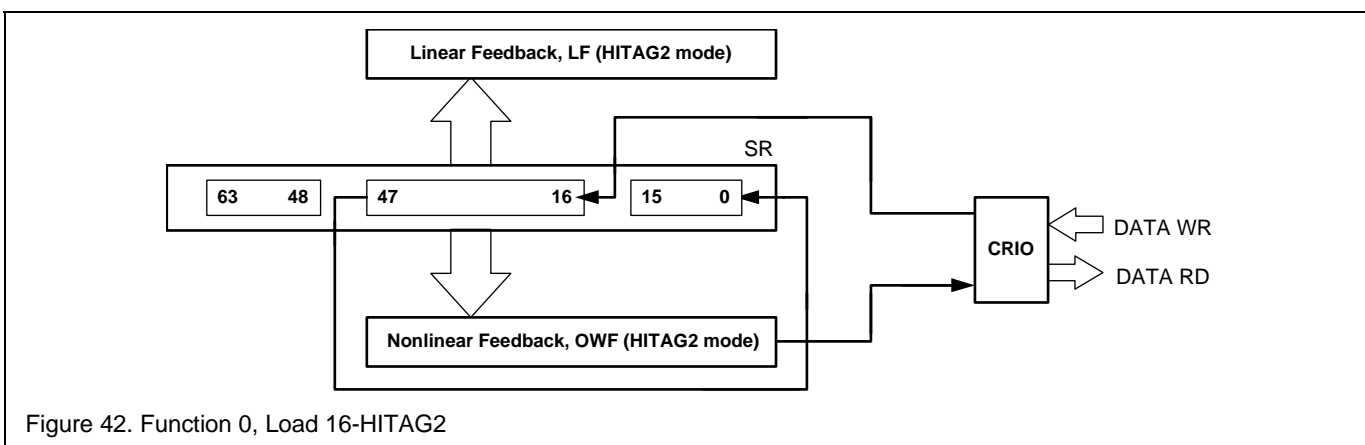 Linear Feedback, LF (HITAG2 mode)
SR
63 48 47 16 15 0
CRIO
DATA WR
DATA RD
Nonlinear Feedback, OWF (HITAG2 mode)
Figure 42. Function 0, Load 16-HITAG2